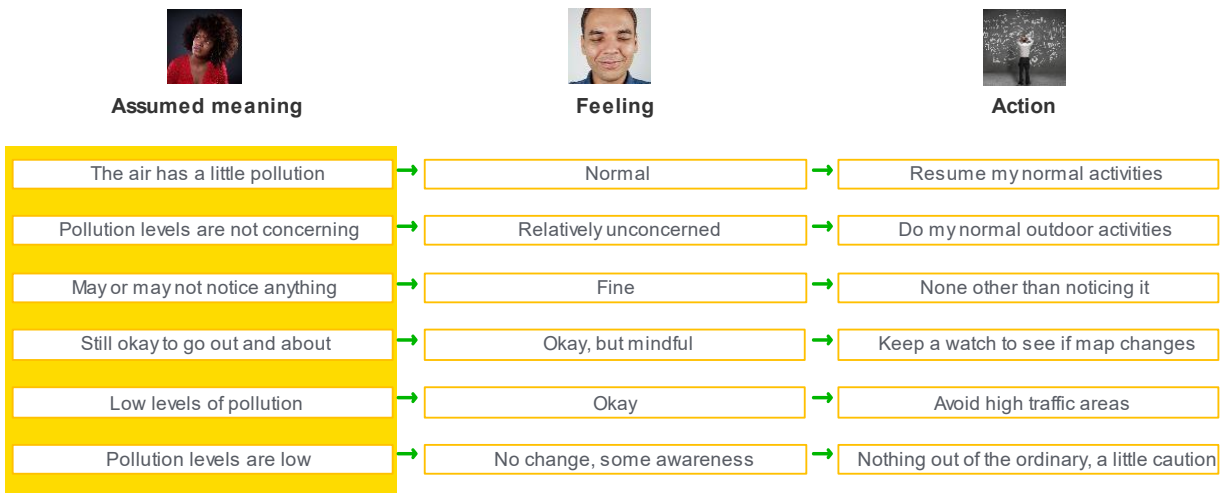 Assumed meaning
Feeling
Action
The air has a little pollution
Normal
Resume my normal activities
Pollution levels are not concerning
Relatively unconcerned
Do my normal outdoor activities
May or may not notice anything
Fine
None other than noticing it
Still okay to go out and about
Okay, but mindful
Keep a watch to see if map changes
Low levels of pollution
Okay
Avoid high traffic areas
Pollution levels are low
No change, some awareness
Nothing out of the ordinary, a little caution